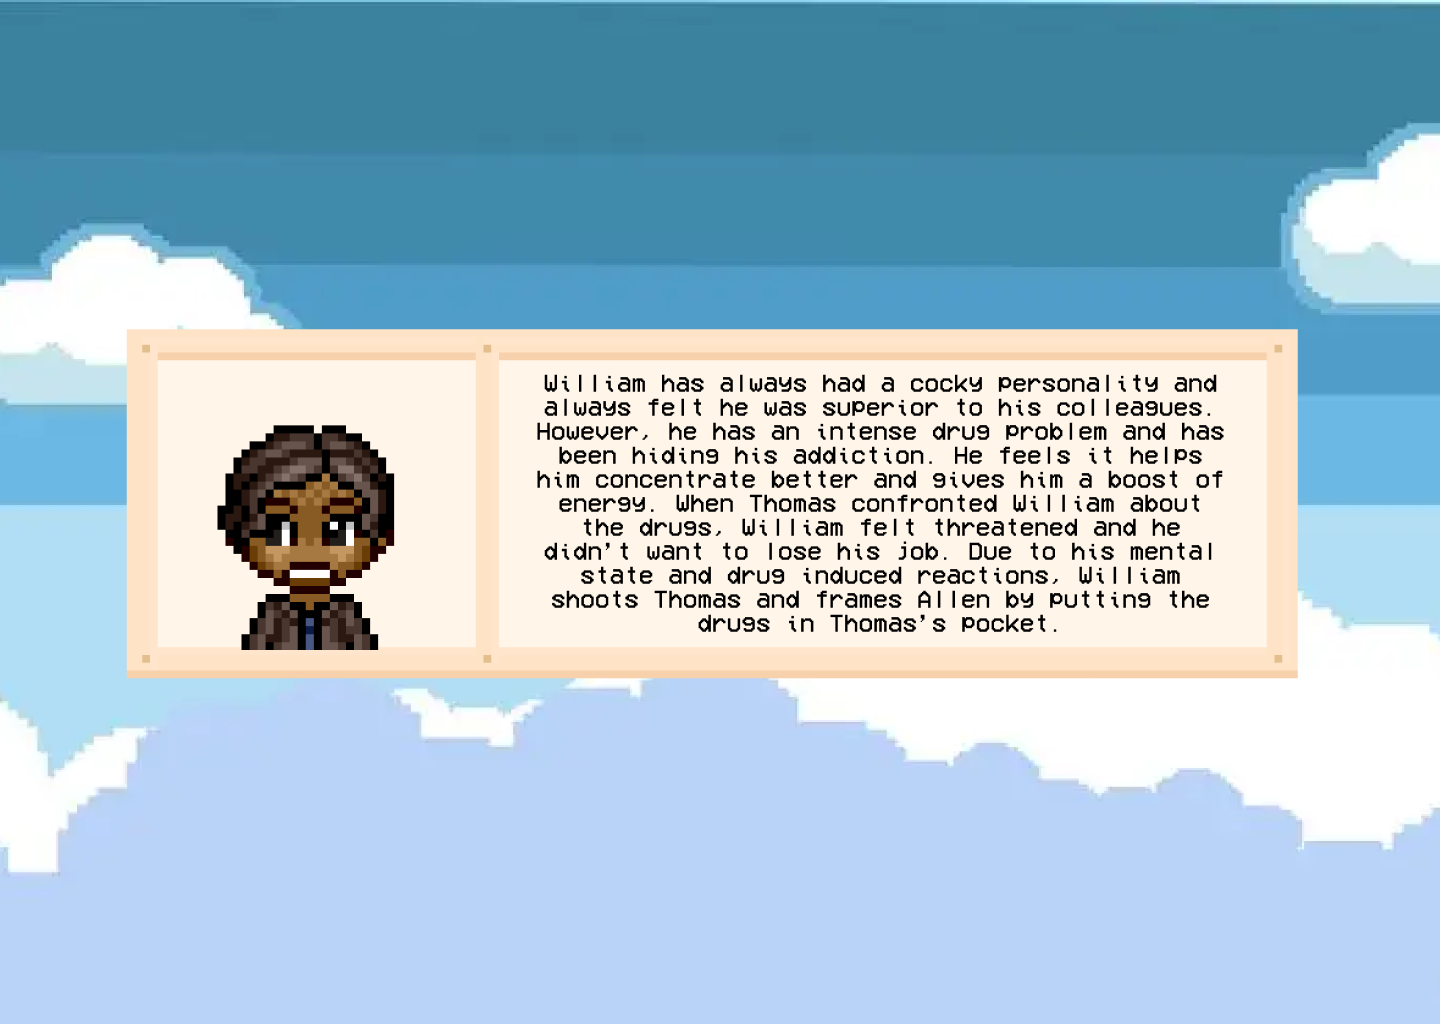 William has always had a cocky personality and
always felt he was superior to his colleagues.
However, he has an intense drug problem and has
been hiding his addiction. He feels it helps
him concentrate better and gives him a boost of
energy. When Thomas confronted William about
the drugs, William felt threatened and he
didn't want to lose his job. Due to his mental
state and drug induced reactions, William
shoots Thomas and frames Allen by putting the
drugs in Thomas's pocket.